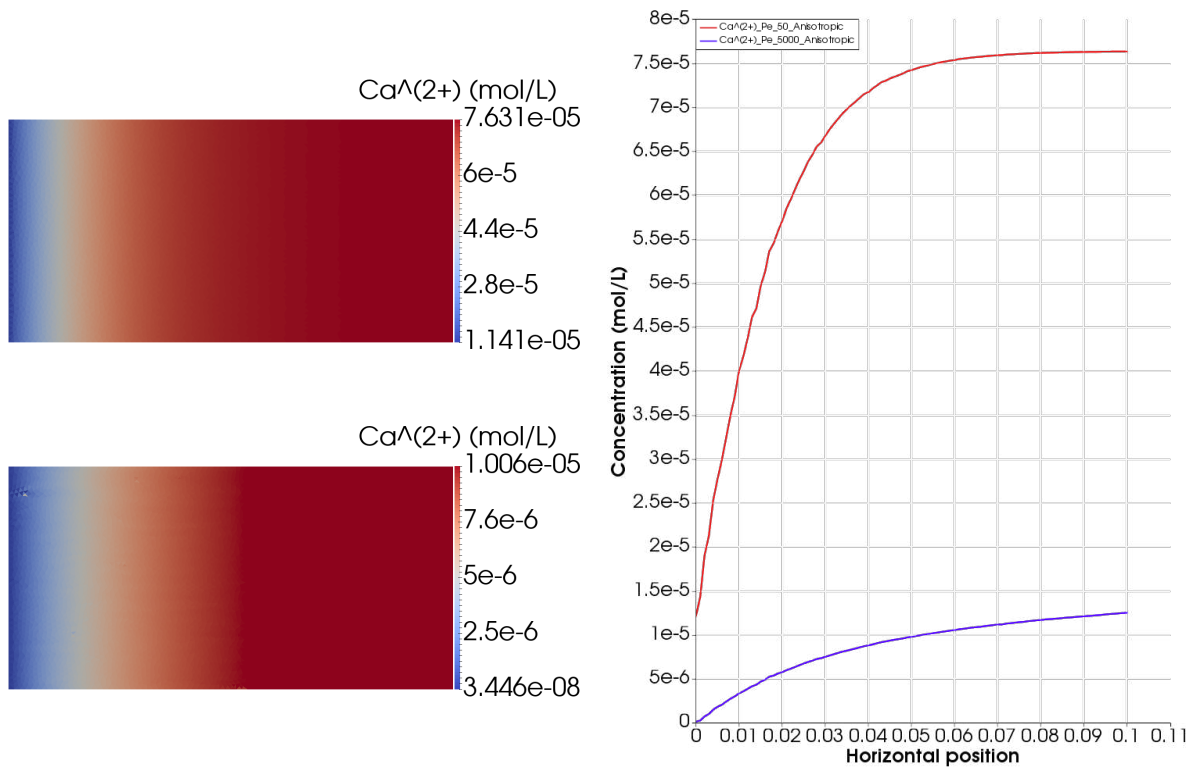 Ca^(2+) (mol/L)
7.631e-05
6e-5
4.4e-5
2.8e-5
1.141e-05
Ca^(2+) (mol/L)
1.006e-05
7.6e-6
5e-6
2.5e-6
3.446e-08
Ca^(2+)_Pe_50_Anisotropic
Ca^(2+)_Pe_5000_Anisotropic
Concentration (mol/L)
8e-5
7.5e-5
7e-5
6.5e-5
6e-5
5.5e-5
5e-5
4.5e-5
4e-5
3.5e-5
3e-5
2.5e-5
2e-5
1.5e-5
1e-5
5e-6
0
0 0.01 0.02 0.03 0.04 0.05 0.06 0.07 0.08 0.09 0.1 0.11
Horizontal position